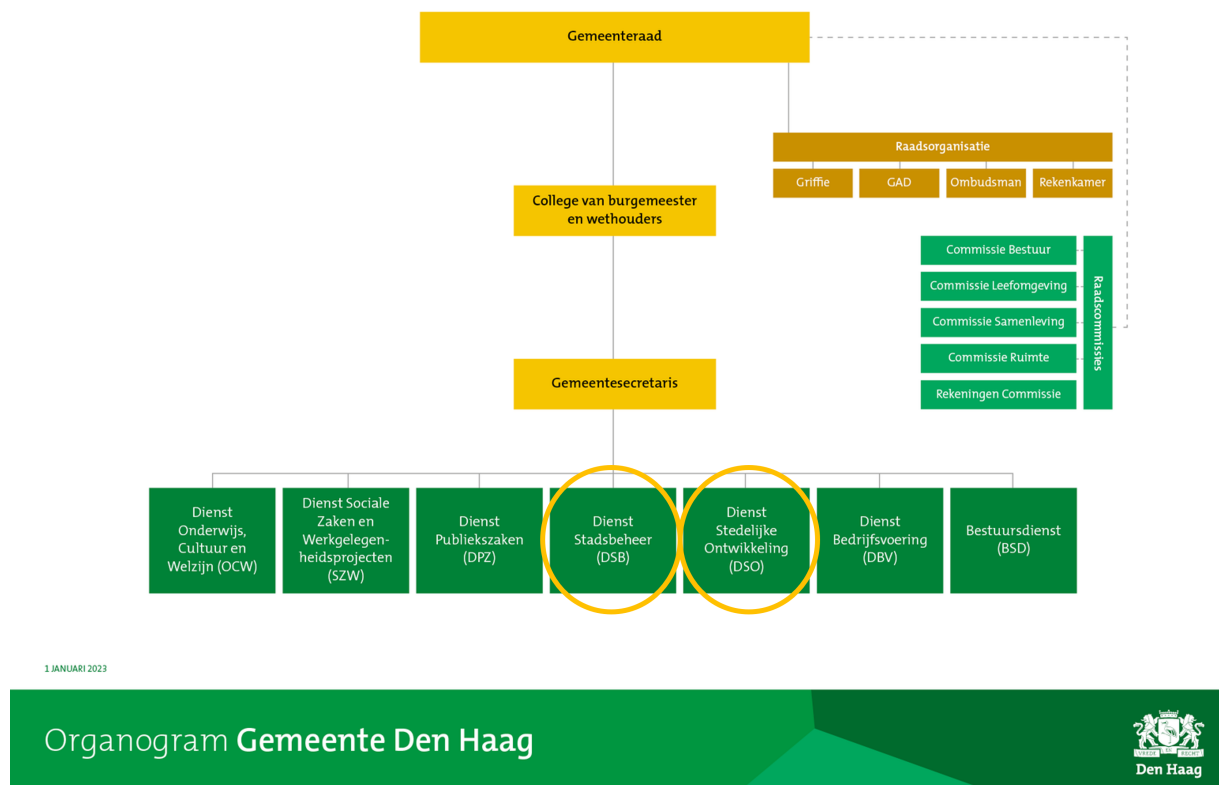 Gemeenteraad
Raadsorganisatie
Griffie
GAD
Ombudsman
Rekenkamer
College van burgemeester
en wethouders
Commissie Bestuur
Commissie Leefomgeving
Commissie Samenleving
Commissie Ruimte
Rekeningen Commissie
Raadscommissies
Gemeentesecretaris
Dienst
Onderwijs,
Cultuur en
Welzijn (OCW)
Dienst Sociale
Zaken en
Werkgelegen-
heidsprojecten
(SZW)
Dienst
Publiekszaken
(DPZ)
Dienst
Stadsbeheer
(DSB)
Dienst
Stedelijke
Ontwikkeling
(DSO)
Dienst
Bedrijfsvoering
(DBV)
Bestuursdienst
(BSD)
1 JANUARI 2023
Organogram Gemeente Den Haag
VREDE EN RECHT
Den Haag